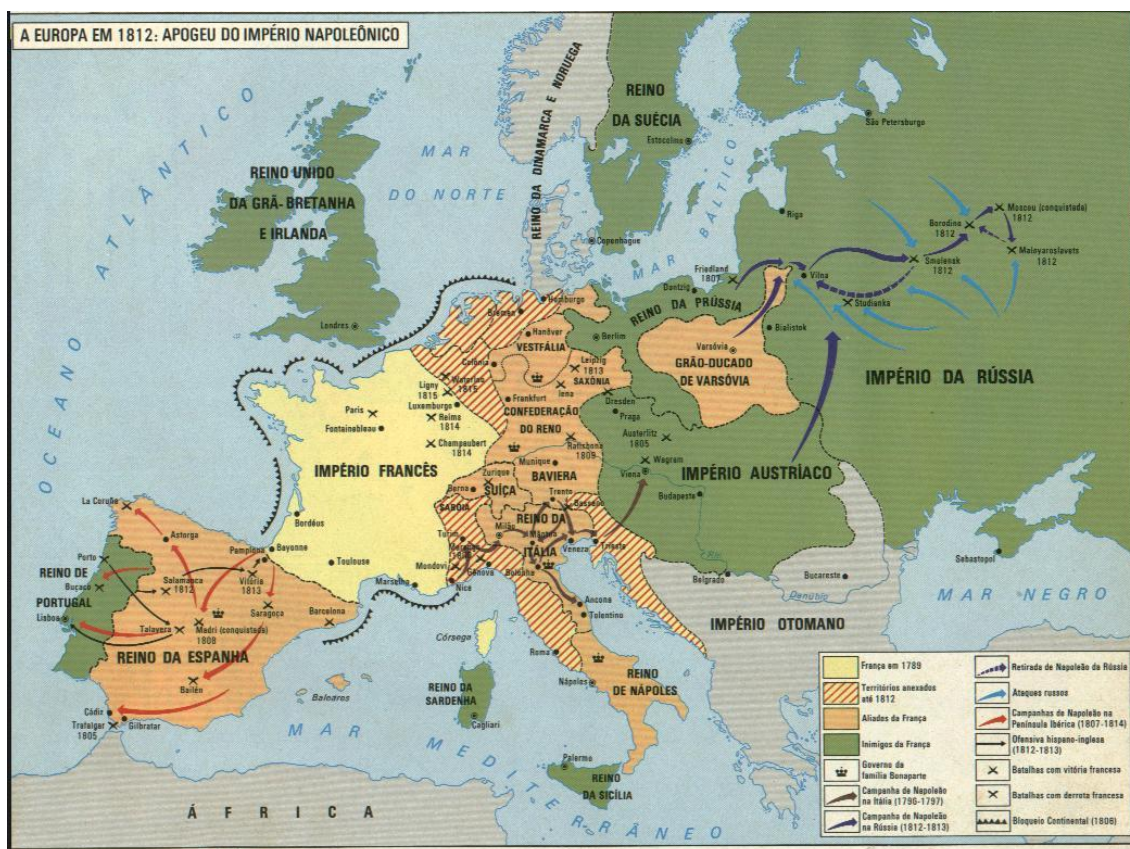 A EUROPA EM 1812: APOGEU DO IMPÉRIO NAPOLEÔNICO
OCEANO ATLÂNTICO
REINO UNIDO
DA GRÃ-BRETANHA
E IRLANDA
Londres
MAR
DO NORTE
REINO DA DINAMARCA E NORUEGA
REINO
DA SUÉCIA
Estocolmo
São Petersburgo
MAR BÁLTICO
Copenhague
Riga
Moscou (conquistada)
1812
Borodino
1812
Maloyaroslavets
1812
Smolensk
1812
Studianka
Vilna
Friedland
1807
Dantzig
REINO DA PRÚSSIA
Bialistok
Berlim
Varsóvia
GRÃO-DUCADO
DE VARSÓVIA
IMPÉRIO DA RÚSSIA
Hamburgo
Bremen
Hanôver
VESTFÁLIA
Colônia
Leipzig
1813
SAXÔNIA
Iena
Dresden
Waterloo
1815
Ligny
1815
Luxemburgo
Frankfurt
CONFEDERAÇÃO
DO RENO
Praga
Austerlitz
1805
Paris
Reims
1814
Fontainebleau
Champaubert
1814
Ratisbona
1809
Wagram
Viena
IMPÉRIO AUSTRÍACO
IMPÉRIO FRANCÊS
Munique
BAVIERA
Zurique
SUÍÇA
Berna
Budapeste
Trento
Bassano
SABÓIA
REINO DA
ITÁLIA
Milão
Mântua
Turim
Veneza
Trieste
Mondovi
Gênova
Bolonha
Nice
Bordéus
Toulouse
Marselha
Bayonne
La Coruña
Astorga
Pamplona
Porto
REINO DE
PORTUGAL
Buçaco
Salamanca
1812
Vitória
1813
Saragoça
Barcelona
Lisboa
Talavera
Madri (conquistada)
1808
REINO DA ESPANHA
Bailén
Cádiz
Trafalgar
1805
Gilbratar
Baleares
Córsega
REINO DA
SARDENHA
Cagliari
Ancona
Tolentino
Roma
Nápoles
REINO
DE NÁPOLES
Palermo
REINO
DA SICÍLIA
MAR MEDITERRÂNEO
ÁFRICA
Belgrado
Bucareste
Danúbio
IMPÉRIO OTOMANO
Sebastopol
MAR NEGRO
França em 1789
Territórios anexados
até 1812
Aliados da França
Inimigos da França
Governo da
família Bonaparte
Campanha de Napoleão
na Itália (1796-1797)
Campanha de Napoleão
na Rússia (1812-1813)
Retirada de Napoleão da Rússia
Ataques russos
Campanhas de Napoleão na
Península Ibérica (1807-1814)
Ofensiva hispano-inglesa
(1812-1813)
Batalhas com vitória francesa
Batalhas com derrota francesa
Bloqueio Continental (1806)